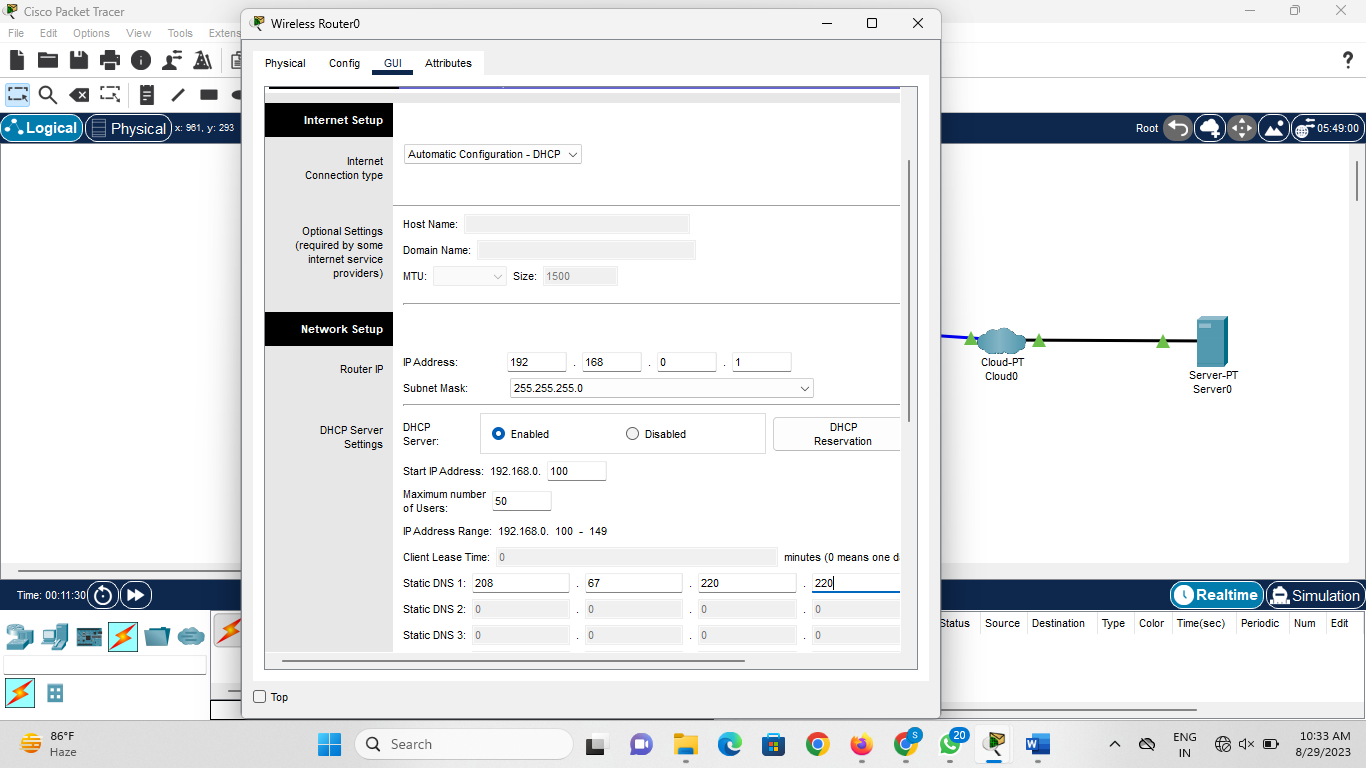 Cisco Packet Tracer
File Edit Options View Tools Extens
Wireless Router0
Physical Config GUI Attributes
Logical Physical x: 961, y: 293
Root 05:49:00
Internet Setup
Internet
Connection type
Automatic Configuration - DHCP
Optional Settings
(required by some
internet service
providers)
Host Name:
Domain Name:
MTU: Size: 1500
Network Setup
Router IP
IP Address: 192 . 168 . 0 . 1
Subnet Mask: 255.255.255.0
DHCP Server
Settings
DHCP
Server:
Enabled Disabled
DHCP
Reservation
Start IP Address: 192.168.0. 100
Maximum number
of Users:
50
IP Address Range: 192.168.0. 100 - 149
Client Lease Time: 0 minutes (0 means one d
Static DNS 1: 208 . 67 . 220 . 220
Static DNS 2: 0 . 0 . 0 . 0
Static DNS 3: 0 . 0 . 0 . 0
Top
Cloud-PT
Cloud0
Server-PT
Server0
Time: 00:11:30
Realtime Simulation
Status Source Destination Type Color Time(sec) Periodic Num Edit
86°F
Haze
Search
S
20
W
ENG
IN
10:33 AM
8/29/2023